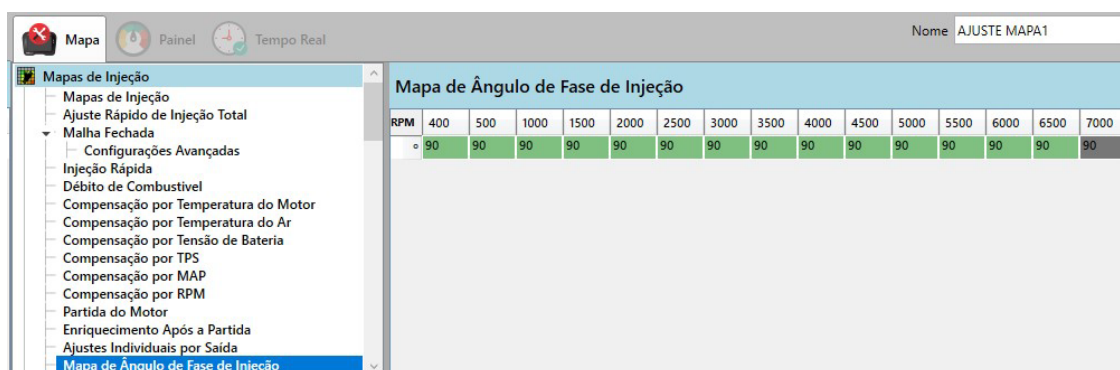 Mapa Painel Tempo Real Nome AJUSTE MAPA1
Mapas de Injeção
Mapas de Injeção
Ajuste Rápido de Injeção Total
Malha Fechada
Configurações Avançadas
Injeção Rápida
Débito de Combustivel
Compensação por Temperatura do Motor
Compensação por Temperatura do Ar
Compensação por Tensão de Bateria
Compensação por TPS
Compensação por MAP
Compensação por RPM
Partida do Motor
Enriquecimento Após a Partida
Ajustes Individuais por Saída
Mapa de Ângulo de Fase de Injeção
Mapa de Ângulo de Fase de Injeção
RPM 400 500 1000 1500 2000 2500 3000 3500 4000 4500 5000 5500 6000 6500 7000
° 90 90 90 90 90 90 90 90 90 90 90 90 90 90 90